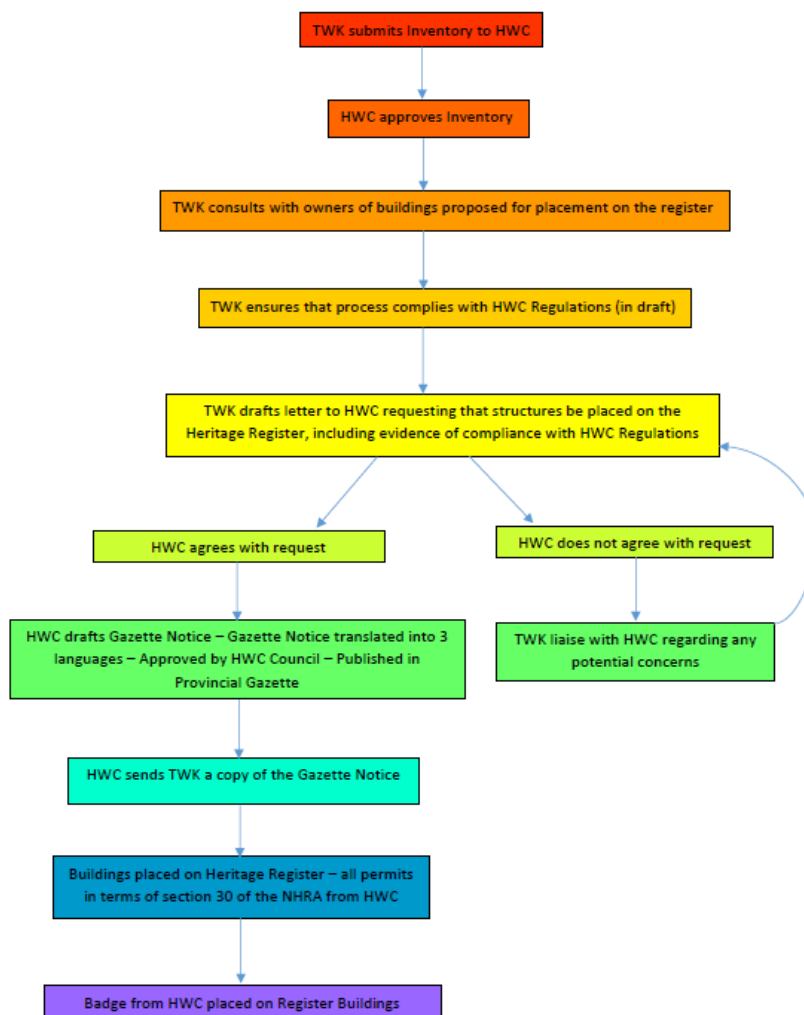 TWK submits Inventory to HWC
HWC approves Inventory
TWK consults with owners of buildings proposed for placement on the register
TWK ensures that process complies with HWC Regulations (in draft)
TWK drafts letter to HWC requesting that structures be placed on the
Heritage Register, including evidence of compliance with HWC Regulations
HWC agrees with request
HWC does not agree with request
HWC drafts Gazette Notice – Gazette Notice translated into 3
languages – Approved by HWC Council – Published in
Provincial Gazette
TWK liaise with HWC regarding any
potential concerns
HWC sends TWK a copy of the Gazette Notice
Buildings placed on Heritage Register – all permits
in terms of section 30 of the NHRA from HWC
Badge from HWC placed on Register Buildings